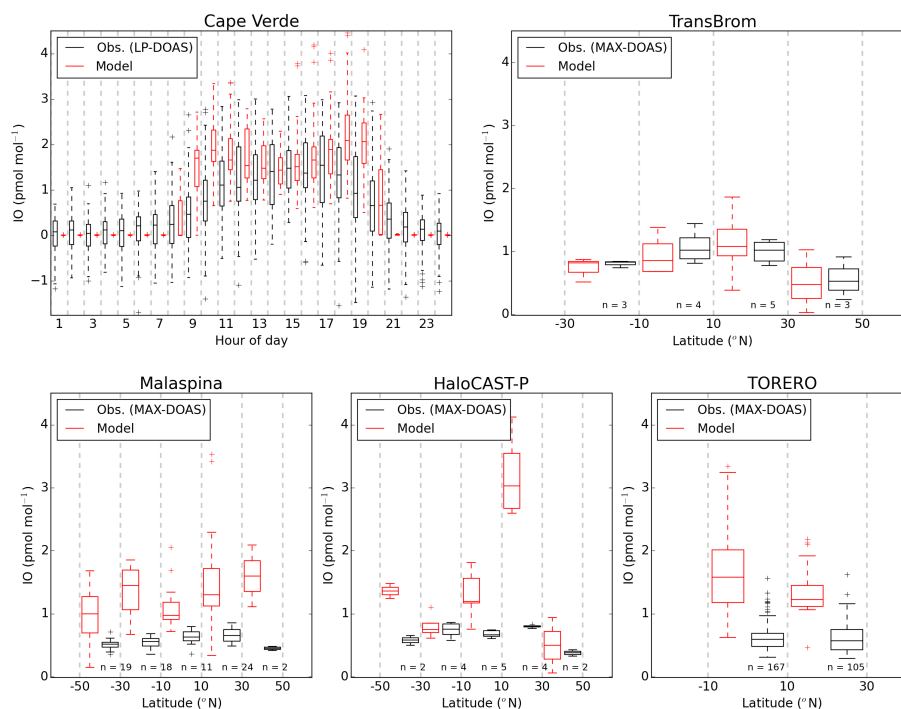 Cape Verde
Obs. (LP-DOAS)
Model
IO (pmol mol⁻¹)
4
3
2
1
0
−1
1 3 5 7 9 11 13 15 17 19 21 23
Hour of day
TransBrom
Obs. (MAX-DOAS)
Model
IO (pmol mol⁻¹)
4
3
2
1
0
n = 3 n = 4 n = 5 n = 3
-30 -10 10 30 50
Latitude (°N)
Malaspina
Obs. (MAX-DOAS)
Model
IO (pmol mol⁻¹)
4
3
2
1
0
n = 19 n = 18 n = 11 n = 24 n = 2
-50 -30 -10 10 30 50
Latitude (°N)
HaloCAST-P
Obs. (MAX-DOAS)
Model
IO (pmol mol⁻¹)
4
3
2
1
0
n = 2 n = 4 n = 5 n = 4 n = 2
-50 -30 -10 10 30 50
Latitude (°N)
TORERO
Obs. (MAX-DOAS)
Model
IO (pmol mol⁻¹)
4
3
2
1
0
n = 167 n = 105
-10 10 30
Latitude (°N)